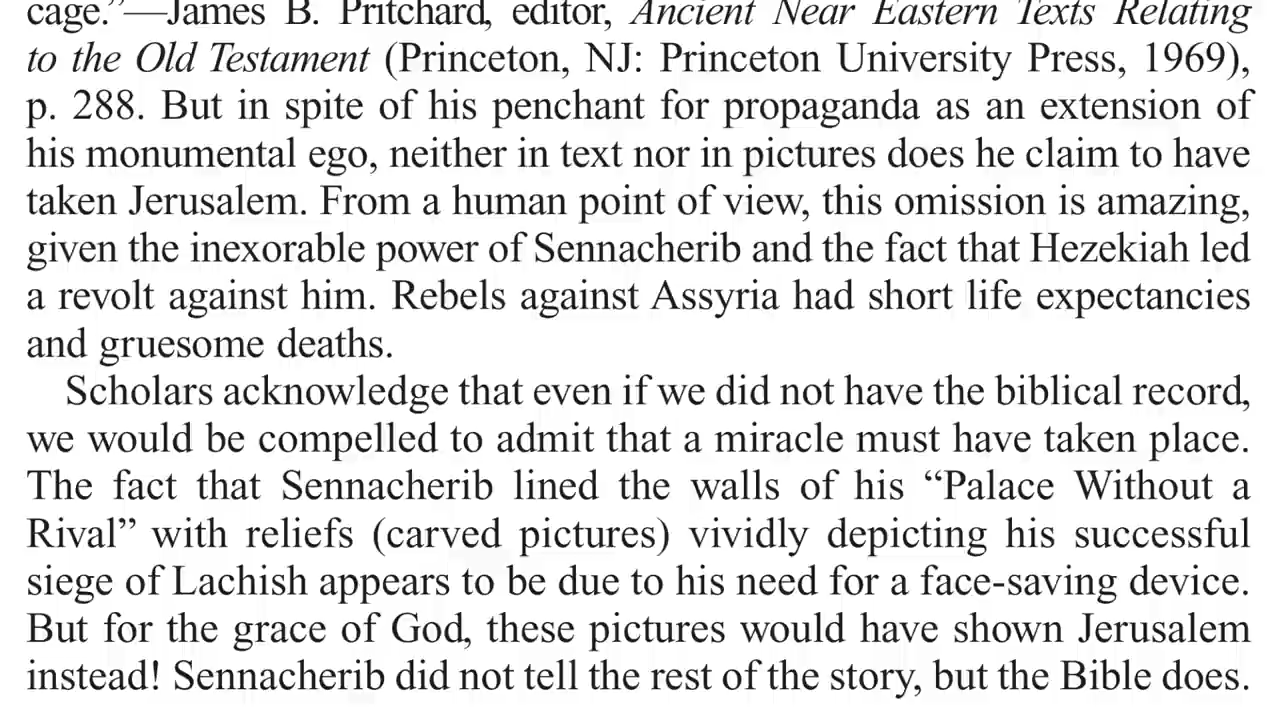 cage.”—James B. Pritchard, editor, Ancient Near Eastern Texts Relating
to the Old Testament (Princeton, NJ: Princeton University Press, 1969),
p. 288. But in spite of his penchant for propaganda as an extension of
his monumental ego, neither in text nor in pictures does he claim to have
taken Jerusalem. From a human point of view, this omission is amazing,
given the inexorable power of Sennacherib and the fact that Hezekiah led
a revolt against him. Rebels against Assyria had short life expectancies
and gruesome deaths.
Scholars acknowledge that even if we did not have the biblical record,
we would be compelled to admit that a miracle must have taken place.
The fact that Sennacherib lined the walls of his “Palace Without a
Rival” with reliefs (carved pictures) vividly depicting his successful
siege of Lachish appears to be due to his need for a face-saving device.
But for the grace of God, these pictures would have shown Jerusalem
instead! Sennacherib did not tell the rest of the story, but the Bible does.